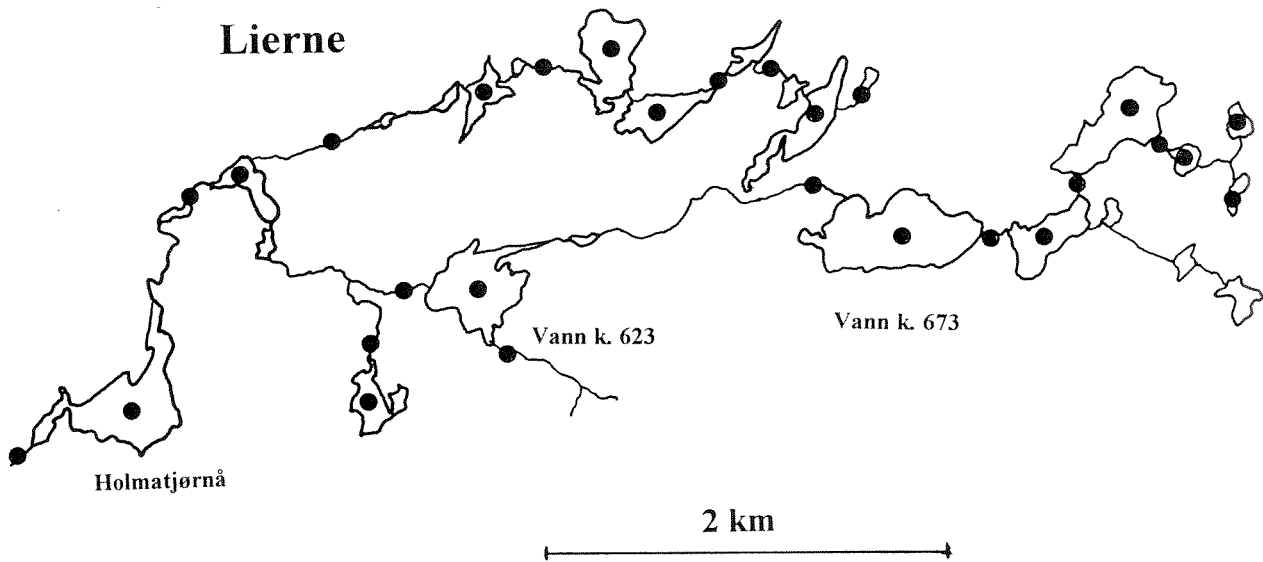 Lierne
Vann k. 623
Vann k. 673
Holmatjørnå
2 km